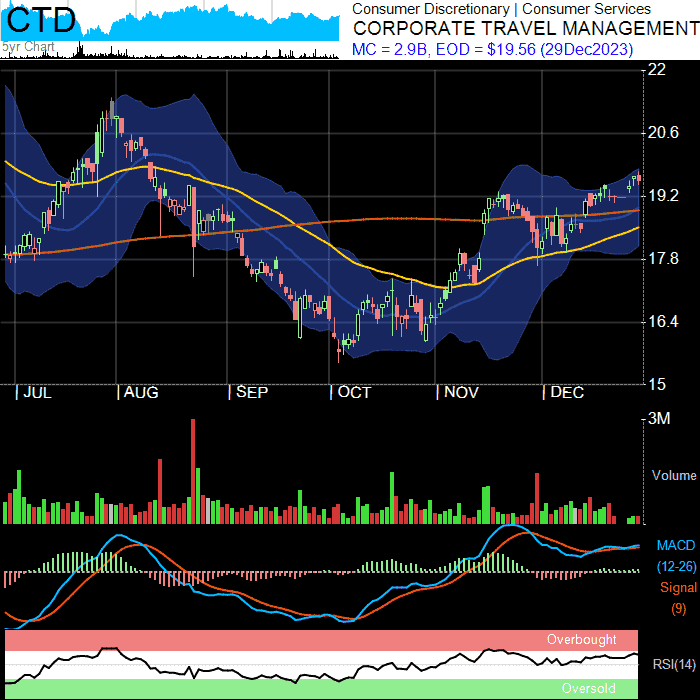 CTD
5yr Chart
Consumer Discretionary | Consumer Services
CORPORATE TRAVEL MANAGEMENT
MC = 2.9B, EOD = $19.56 (29Dec2023)
22
20.6
19.2
17.8
16.4
15
JUL
AUG
SEP
OCT
NOV
DEC
3M
Volume
MACD
(12-26)
Signal
(9)
Overbought
RSI(14)
Oversold